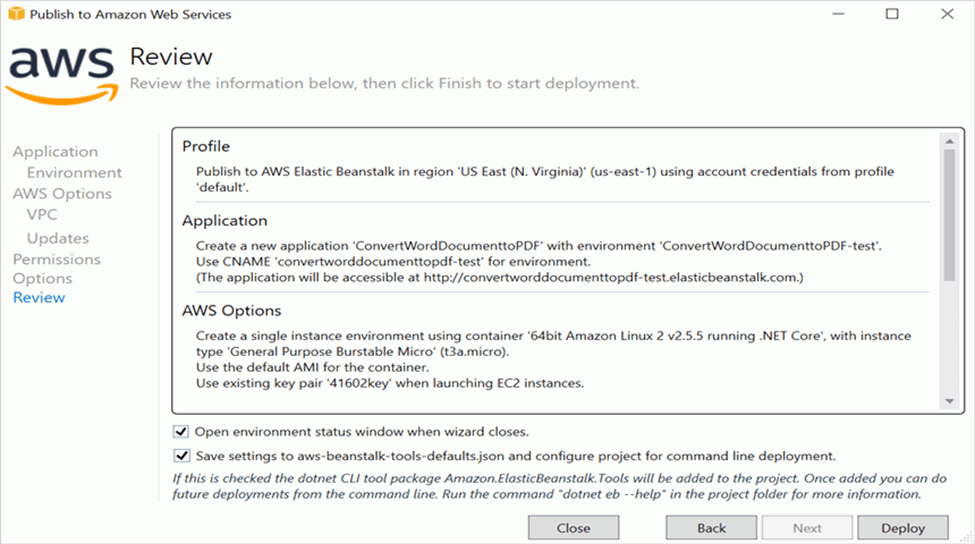 Publish to Amazon Web Services
aws
Review
Review the information below, then click Finish to start deployment.
Application
Environment
AWS Options
VPC
Updates
Permissions
Options
Review
Profile
Publish to AWS Elastic Beanstalk in region 'US East (N. Virginia)' (us-east-1) using account credentials from profile
'default'.
Application
Create a new application 'ConvertWordDocumenttoPDF' with environment 'ConvertWordDocumenttoPDF-test'.
Use CNAME 'convertworddocumenttopdf-test' for environment.
(The application will be accessible at http://convertworddocumenttopdf-test.elasticbeanstalk.com.)
AWS Options
Create a single instance environment using container '64bit Amazon Linux 2 v2.5.5 running .NET Core', with instance
type 'General Purpose Burstable Micro' (t3a.micro).
Use the default AMI for the container.
Use existing key pair '41602key' when launching EC2 instances.
Open environment status window when wizard closes.
Save settings to aws-beanstalk-tools-defaults.json and configure project for command line deployment.
If this is checked the dotnet CLI tool package Amazon.ElasticBeanstalk.Tools will be added to the project. Once added you can do
future deployments from the command line. Run the command "dotnet eb --help" in the project folder for more information.
Close
Back
Next
Deploy